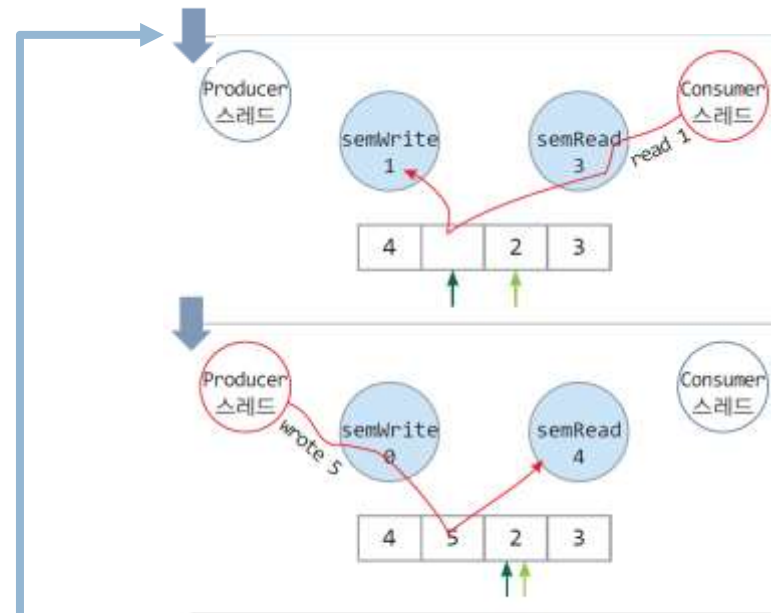 Producer
스레드
Consumer
스레드
semWrite
1
semRead
3
read 1
4 2 3
Producer
스레드
Consumer
스레드
semWrite
0
semRead
4
wrote 5
4 5 2 3